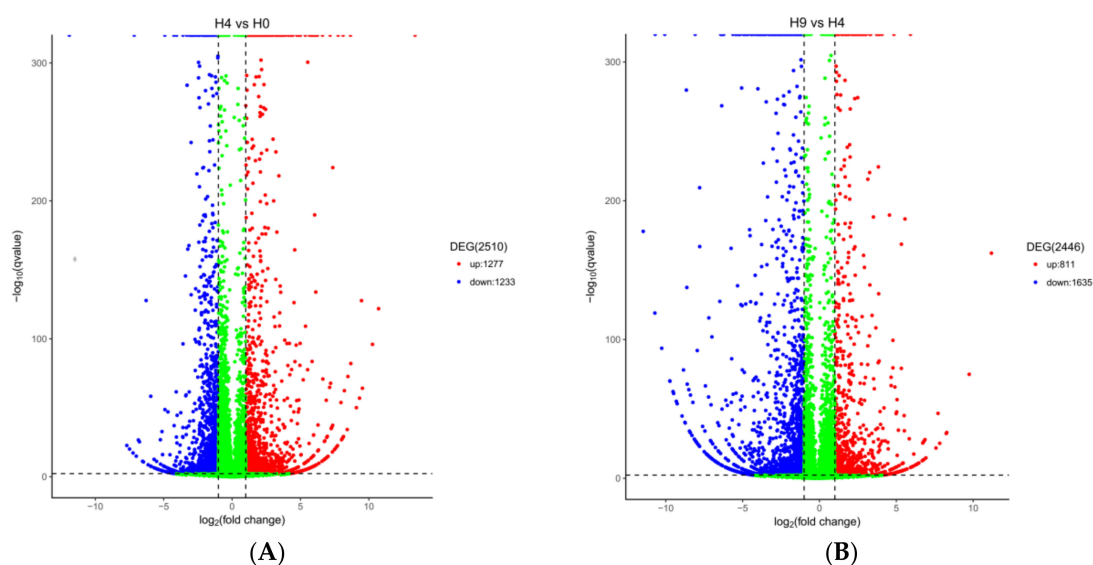 H4 vs H0
300
200
100
0
−log10(qvalue)
−10
−5
0
5
10
log2(fold change)
DEG(2510)
up:1277
down:1233
(A)
H9 vs H4
300
200
100
0
−log10(qvalue)
−10
−5
0
5
10
log2(fold change)
DEG(2446)
up:811
down:1635
(B)